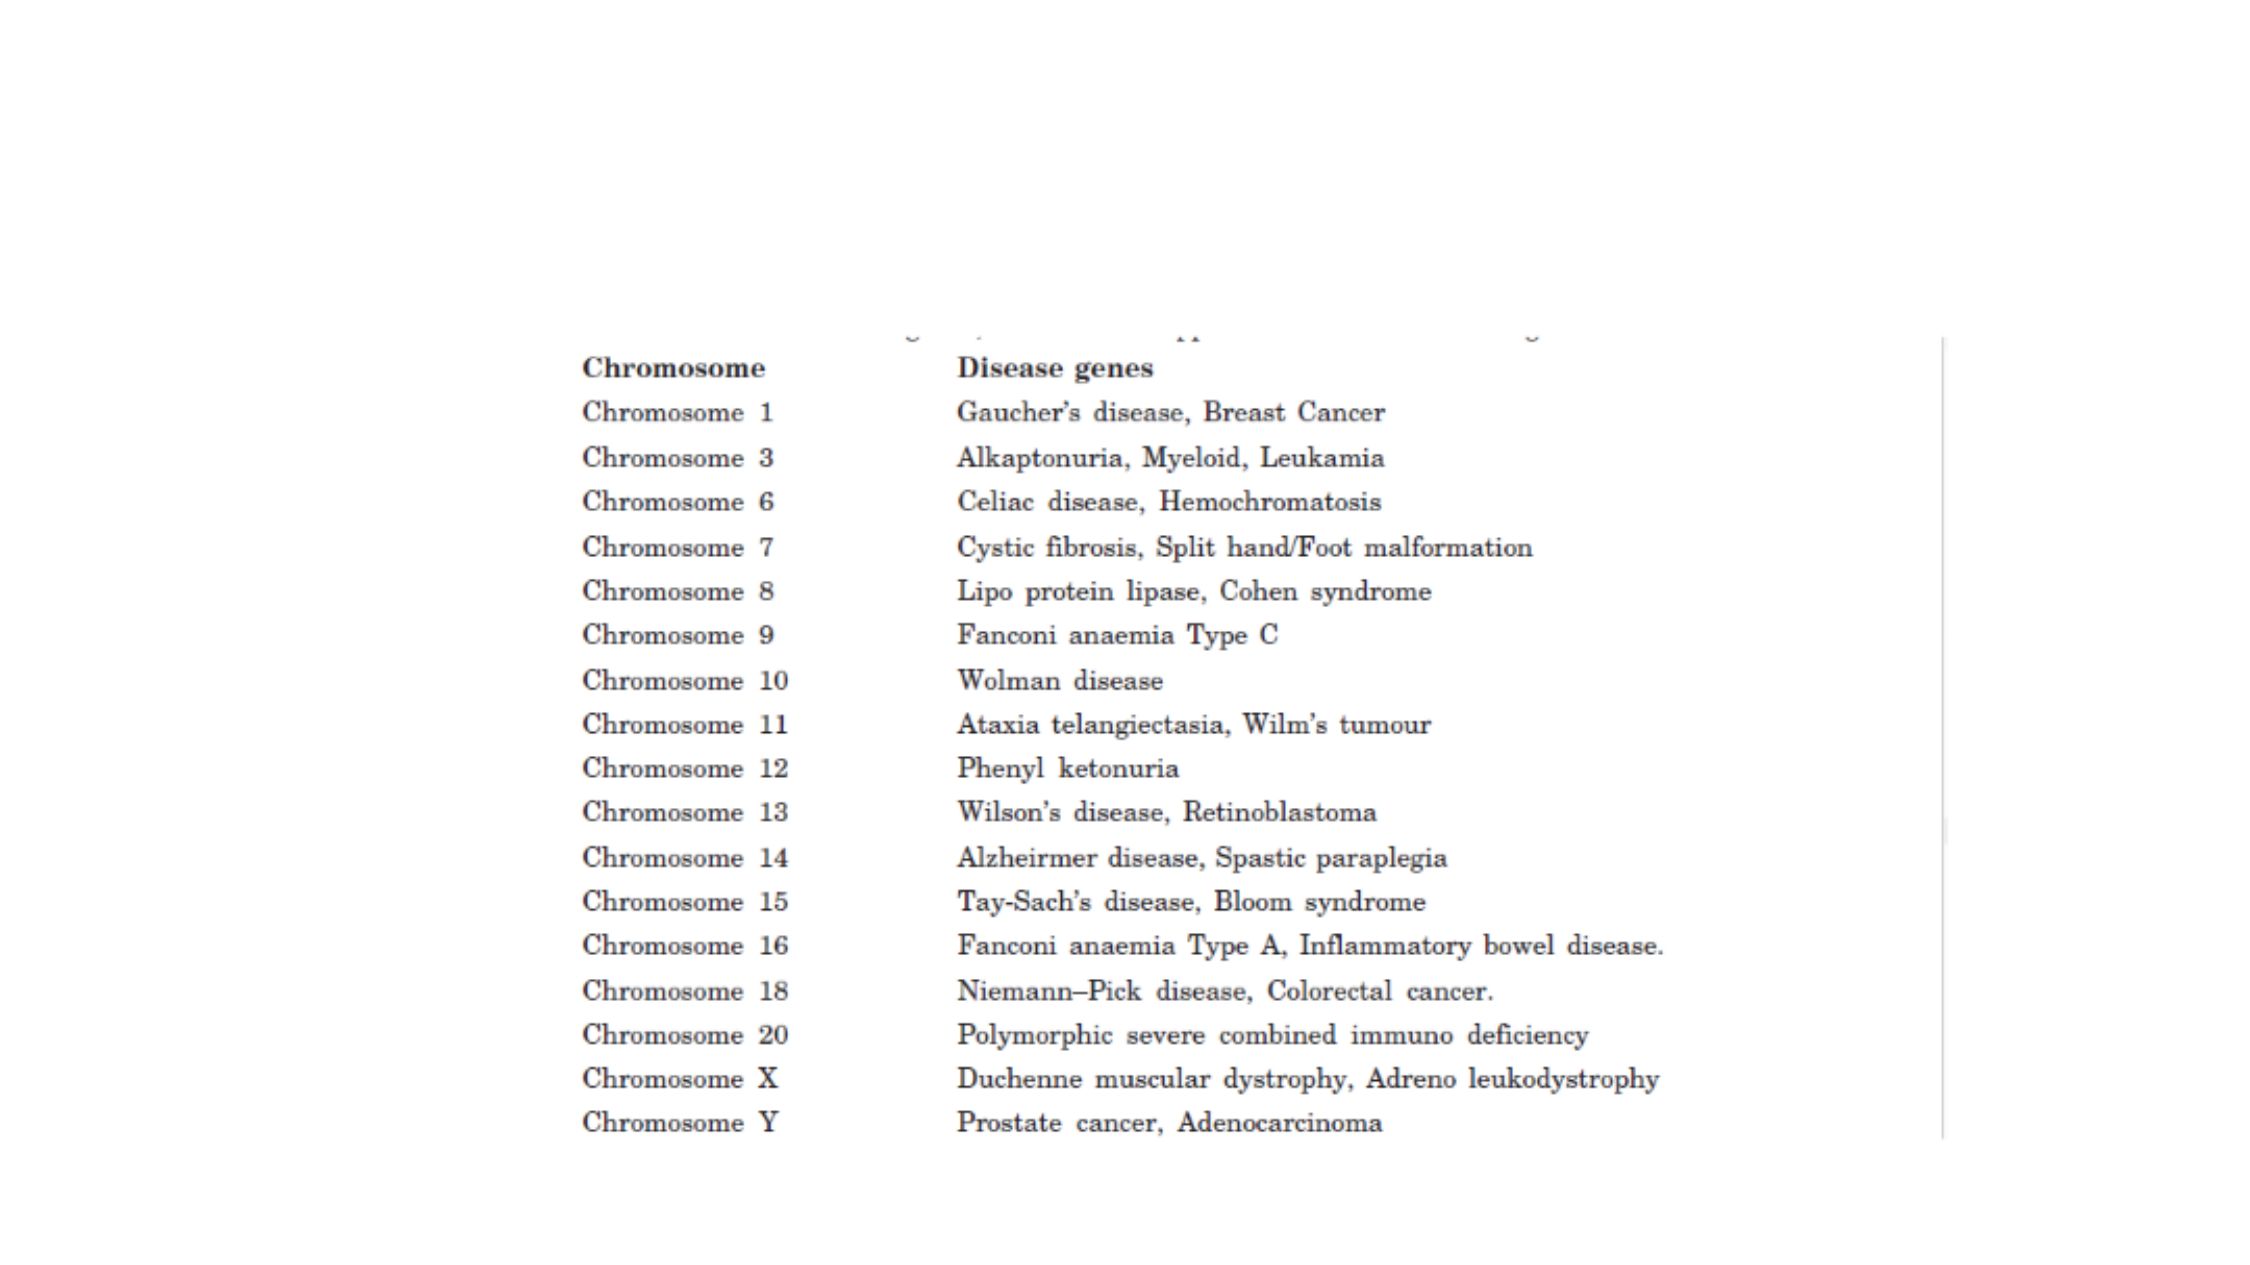 Chromosome Disease genes
Chromosome 1 Gaucher's disease, Breast Cancer
Chromosome 3 Alkaptonuria, Myeloid, Leukamia
Chromosome 6 Celiac disease, Hemochromatosis
Chromosome 7 Cystic fibrosis, Split hand/Foot malformation
Chromosome 8 Lipo protein lipase, Cohen syndrome
Chromosome 9 Fanconi anaemia Type C
Chromosome 10 Wolman disease
Chromosome 11 Ataxia telangiectasia, Wilm's tumour
Chromosome 12 Phenyl ketonuria
Chromosome 13 Wilson's disease, Retinoblastoma
Chromosome 14 Alzheirmer disease, Spastic paraplegia
Chromosome 15 Tay-Sach's disease, Bloom syndrome
Chromosome 16 Fanconi anaemia Type A, Inflammatory bowel disease.
Chromosome 18 Niemann–Pick disease, Colorectal cancer.
Chromosome 20 Polymorphic severe combined immuno deficiency
Chromosome X Duchenne muscular dystrophy, Adreno leukodystrophy
Chromosome Y Prostate cancer, Adenocarcinoma